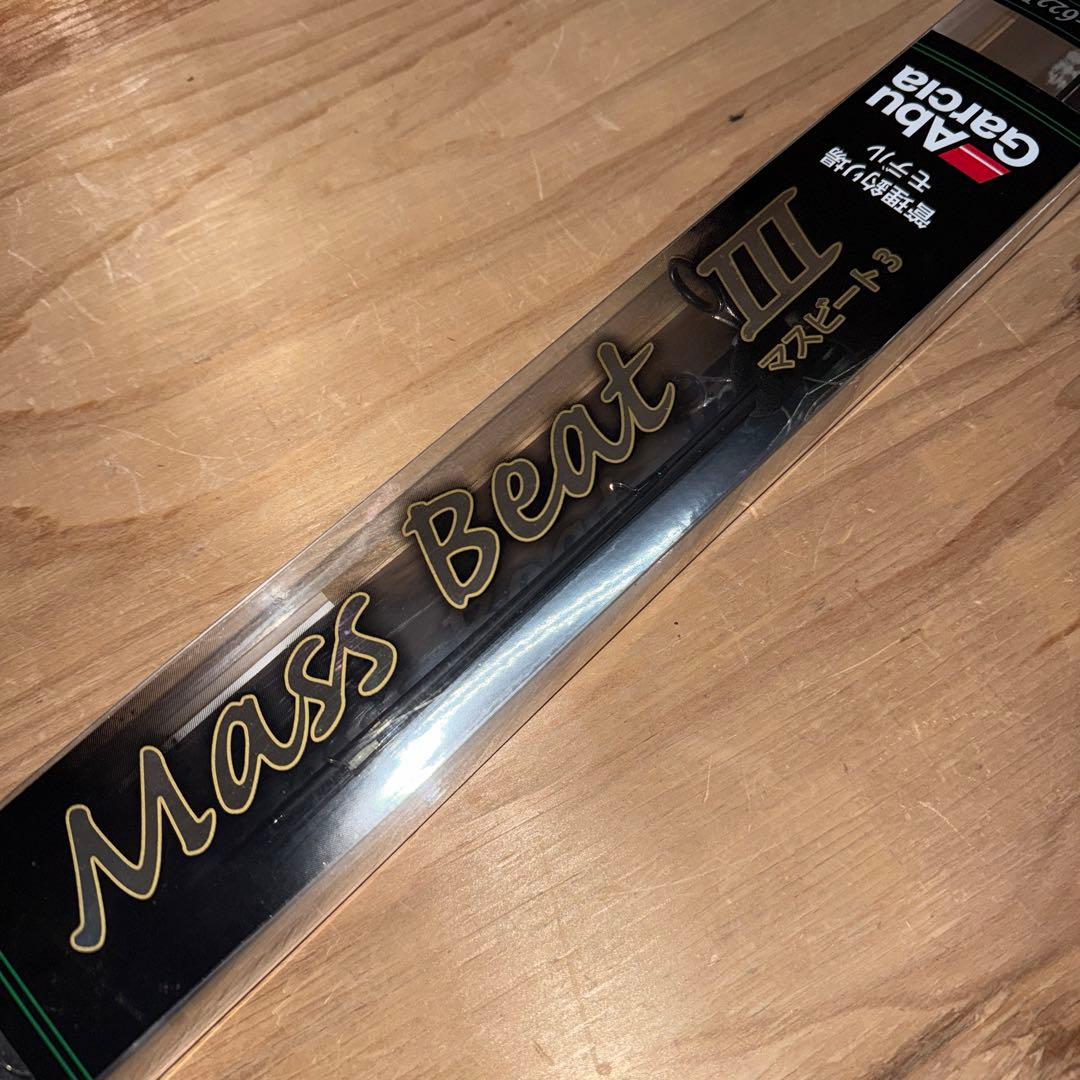 Mass Beat III
マスビート3
管理釣り場
モデル
Abu
Garcia